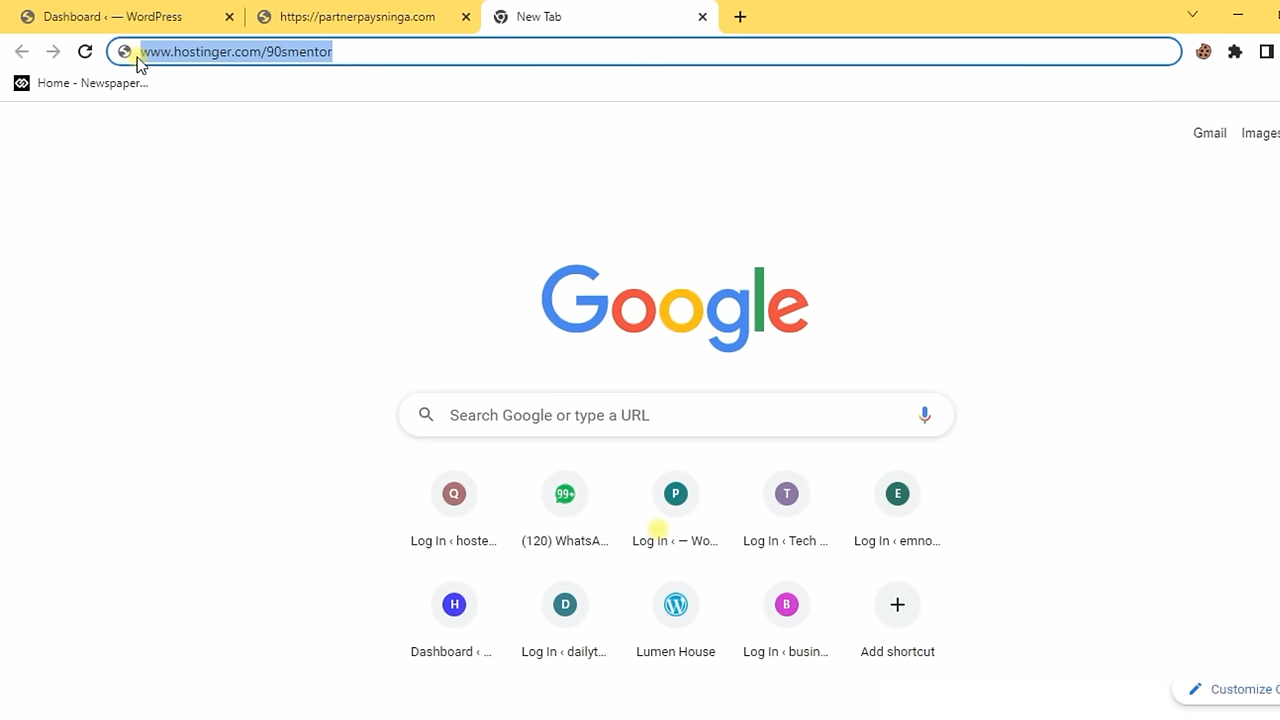 Dashboard ‹ — WordPress
https://partnerpaysninga.com
New Tab
www.hostinger.com/90smentor
Home - Newspaper...
Gmail
Images
Google
Search Google or type a URL
Q
99+
P
T
E
Log In ‹ hoste...
(120) WhatsA...
Log In ‹ — Wo...
Log In ‹ Tech ...
Log In ‹ emno...
H
D
B
Dashboard ‹ ...
Log In ‹ dailyt...
Lumen House
Log In ‹ busin...
Add shortcut
Customize C